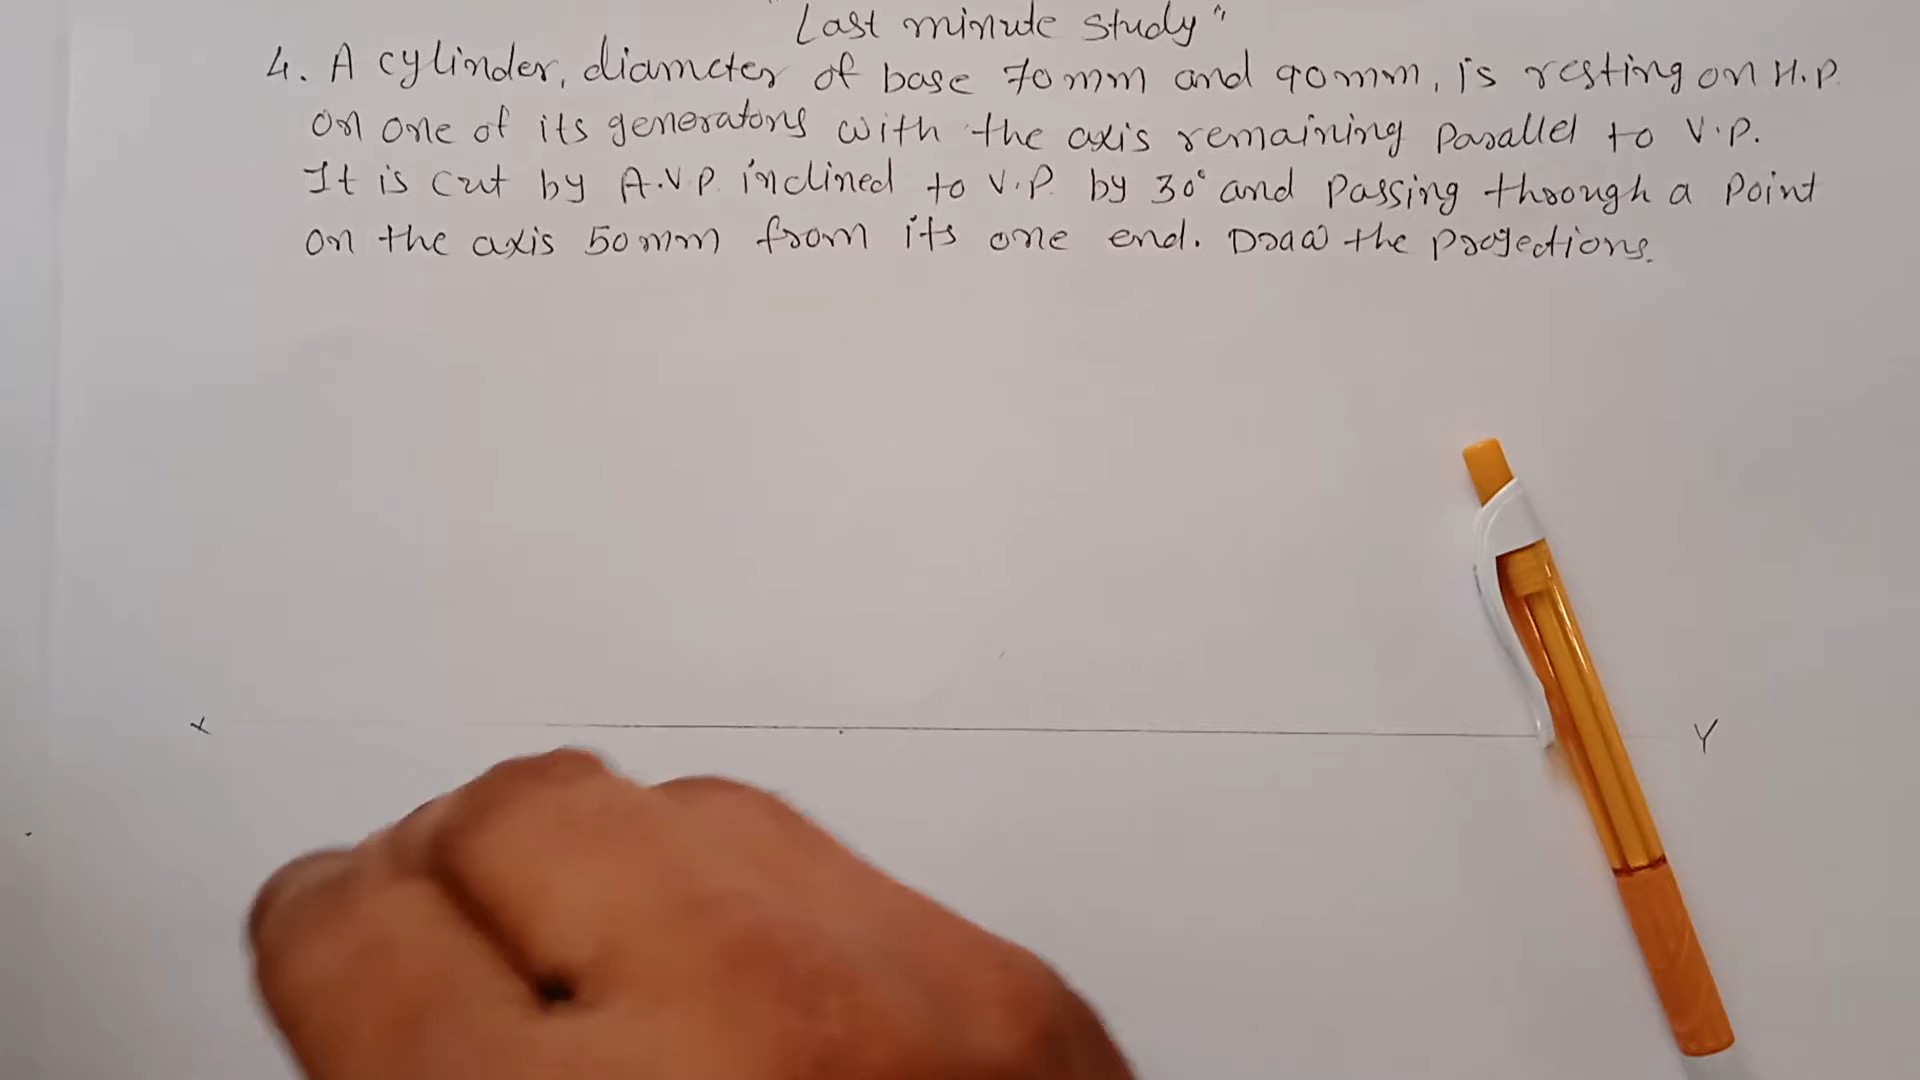 "Last minute study"
4. A cylinder, diameter of base 70mm and 90mm, is resting on H.P
on one of its generators with the axis remaining parallel to V.P.
It is cut by A.V.P. inclined to V.P. by 30° and passing through a point
on the axis 50mm from its one end. Draw the projections.
X Y